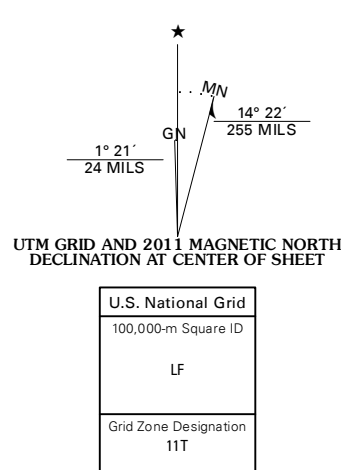 ★
MN
GN
14° 22´
255 MILS
1° 21´
24 MILS
UTM GRID AND 2011 MAGNETIC NORTH
DECLINATION AT CENTER OF SHEET
U.S. National Grid
100,000-m Square ID
LF
Grid Zone Designation
11T